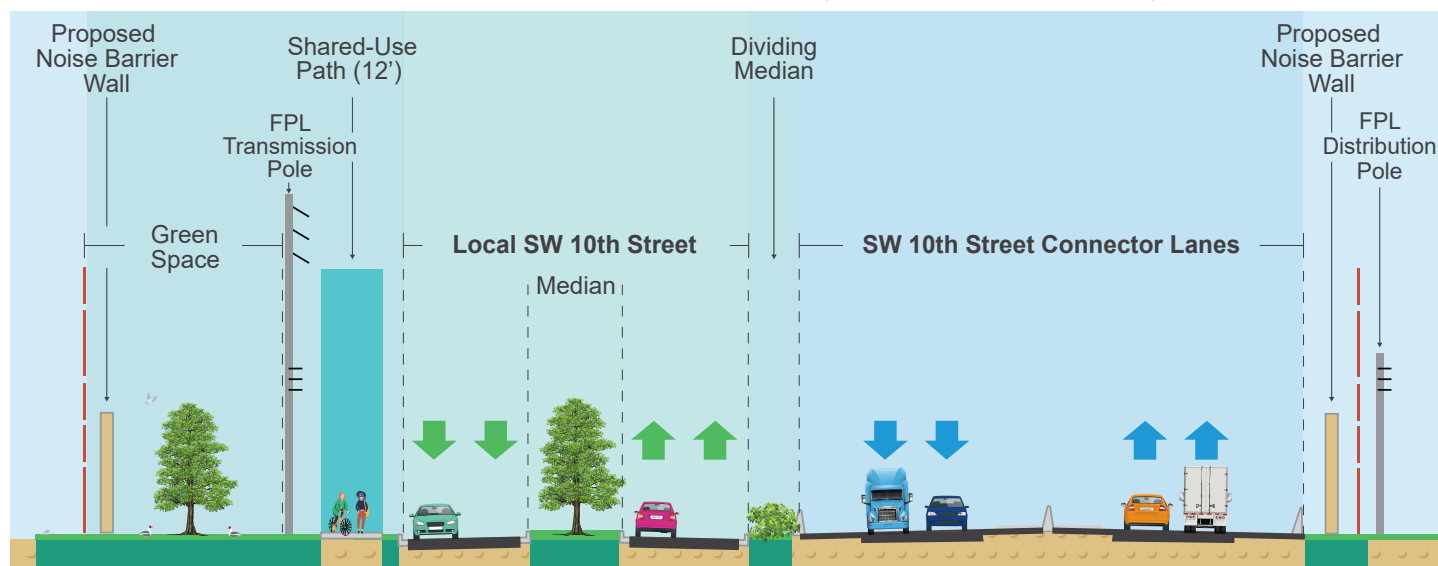 Proposed
Noise Barrier
Wall
Shared-Use
Path (12’)
FPL
Transmission
Pole
Dividing
Median
Proposed
Noise Barrier
Wall
FPL
Distribution
Pole
Green
Space
Local SW 10th Street
Median
SW 10th Street Connector Lanes